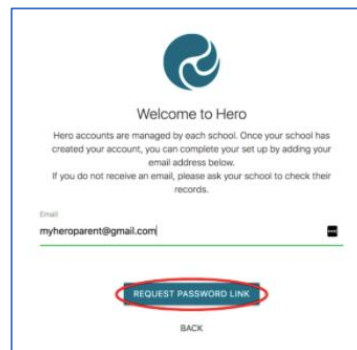 Welcome to Hero
Hero accounts are managed by each school. Once your school has
created your account, you can complete your set up by adding your
email address below.
If you do not receive an email, please ask your school to check their
records.
Email
myheroparent@gmail.com
REQUEST PASSWORD LINK
BACK